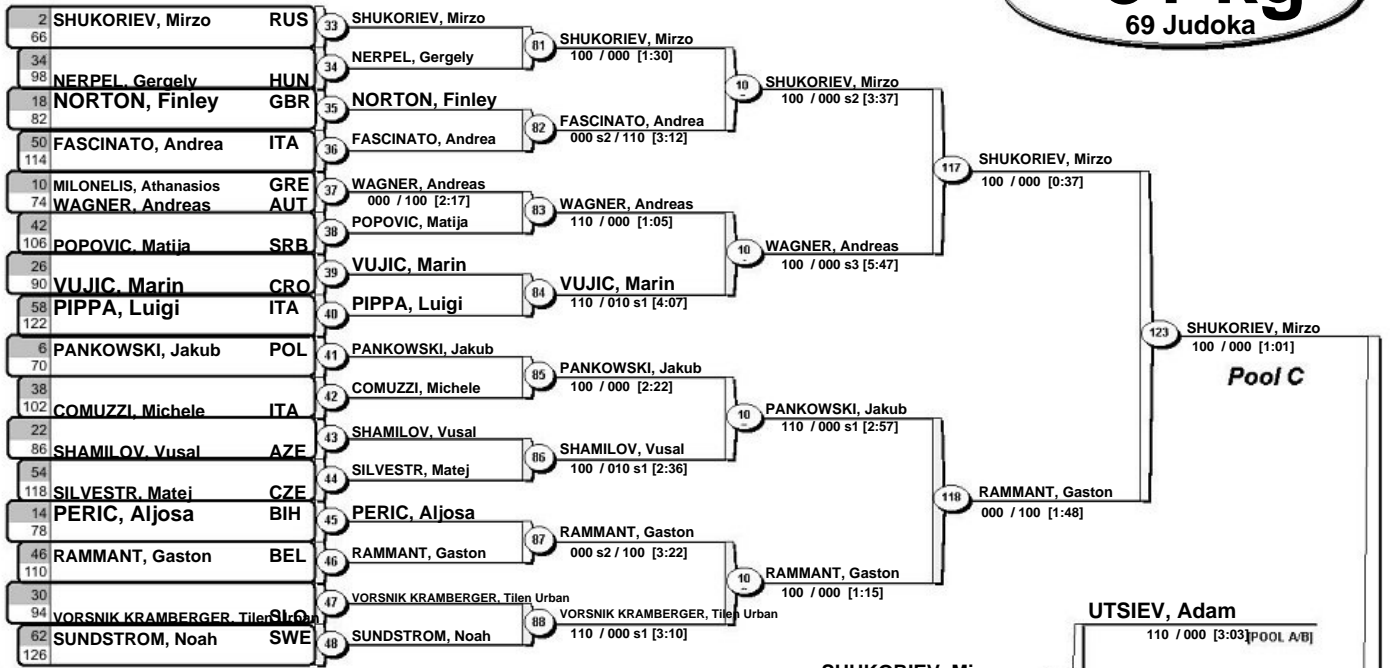 69 Judoka
2 SHUKORIEV, Mirzo RUS
66
34
98 NERPEL, Gergely HUN
18 NORTON, Finley GBR
82
50 FASCINATO, Andrea ITA
114
10 MILONELIS, Athanasios GRE
74 WAGNER, Andreas AUT
42
106 POPOVIC, Matija SRB
26
90 VUJIC, Marin CRO
58 PIPPA, Luigi ITA
122
6 PANKOWSKI, Jakub POL
70
38
102 COMUZZI, Michele ITA
22
86 SHAMILOV, Vusal AZE
54
118 SILVESTR, Matej CZE
14 PERIC, Aljosa BIH
78
46 RAMMANT, Gaston BEL
110
30
94 VORSNIK KRAMBERGER, Tilen Urban SLO
62 SUNDSTROM, Noah SWE
126
33 SHUKORIEV, Mirzo
34 NERPEL, Gergely
35 NORTON, Finley
36 FASCINATO, Andrea
37 WAGNER, Andreas
000 / 100 [2:17]
38 POPOVIC, Matija
39 VUJIC, Marin
40 PIPPA, Luigi
41 PANKOWSKI, Jakub
42 COMUZZI, Michele
43 SHAMILOV, Vusal
44 SILVESTR, Matej
45 PERIC, Aljosa
46 RAMMANT, Gaston
47 VORSNIK KRAMBERGER, Tilen Urban
48 SUNDSTROM, Noah
81 SHUKORIEV, Mirzo
100 / 000 [1:30]
82 FASCINATO, Andrea
000 s2 / 110 [3:12]
83 WAGNER, Andreas
110 / 000 [1:05]
84 VUJIC, Marin
110 / 010 s1 [4:07]
85 PANKOWSKI, Jakub
100 / 000 [2:22]
86 SHAMILOV, Vusal
100 / 010 s1 [2:36]
87 RAMMANT, Gaston
000 s2 / 100 [3:22]
88 VORSNIK KRAMBERGER, Tilen Urban
110 / 000 s1 [3:10]
10 SHUKORIEV, Mirzo
100 / 000 s2 [3:37]
10 WAGNER, Andreas
100 / 000 s3 [5:47]
10 PANKOWSKI, Jakub
110 / 000 s1 [2:57]
10 RAMMANT, Gaston
100 / 000 [1:15]
117 SHUKORIEV, Mirzo
100 / 000 [0:37]
118 RAMMANT, Gaston
000 / 100 [1:48]
123 SHUKORIEV, Mirzo
100 / 000 [1:01]
Pool C
UTSIEV, Adam
110 / 000 [3:03] [POOL A/B]